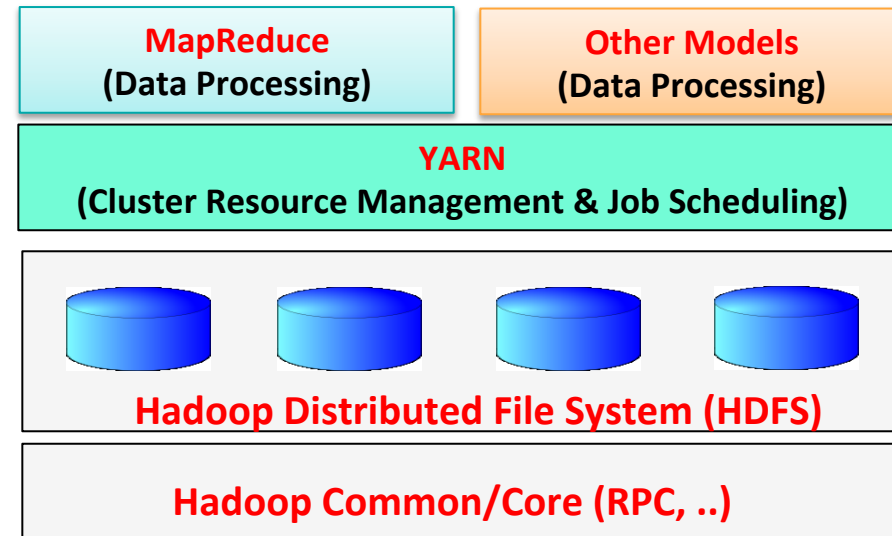 MapReduce
(Data Processing)
Other Models
(Data Processing)
YARN
(Cluster Resource Management & Job Scheduling)
Hadoop Distributed File System (HDFS)
Hadoop Common/Core (RPC, ..)